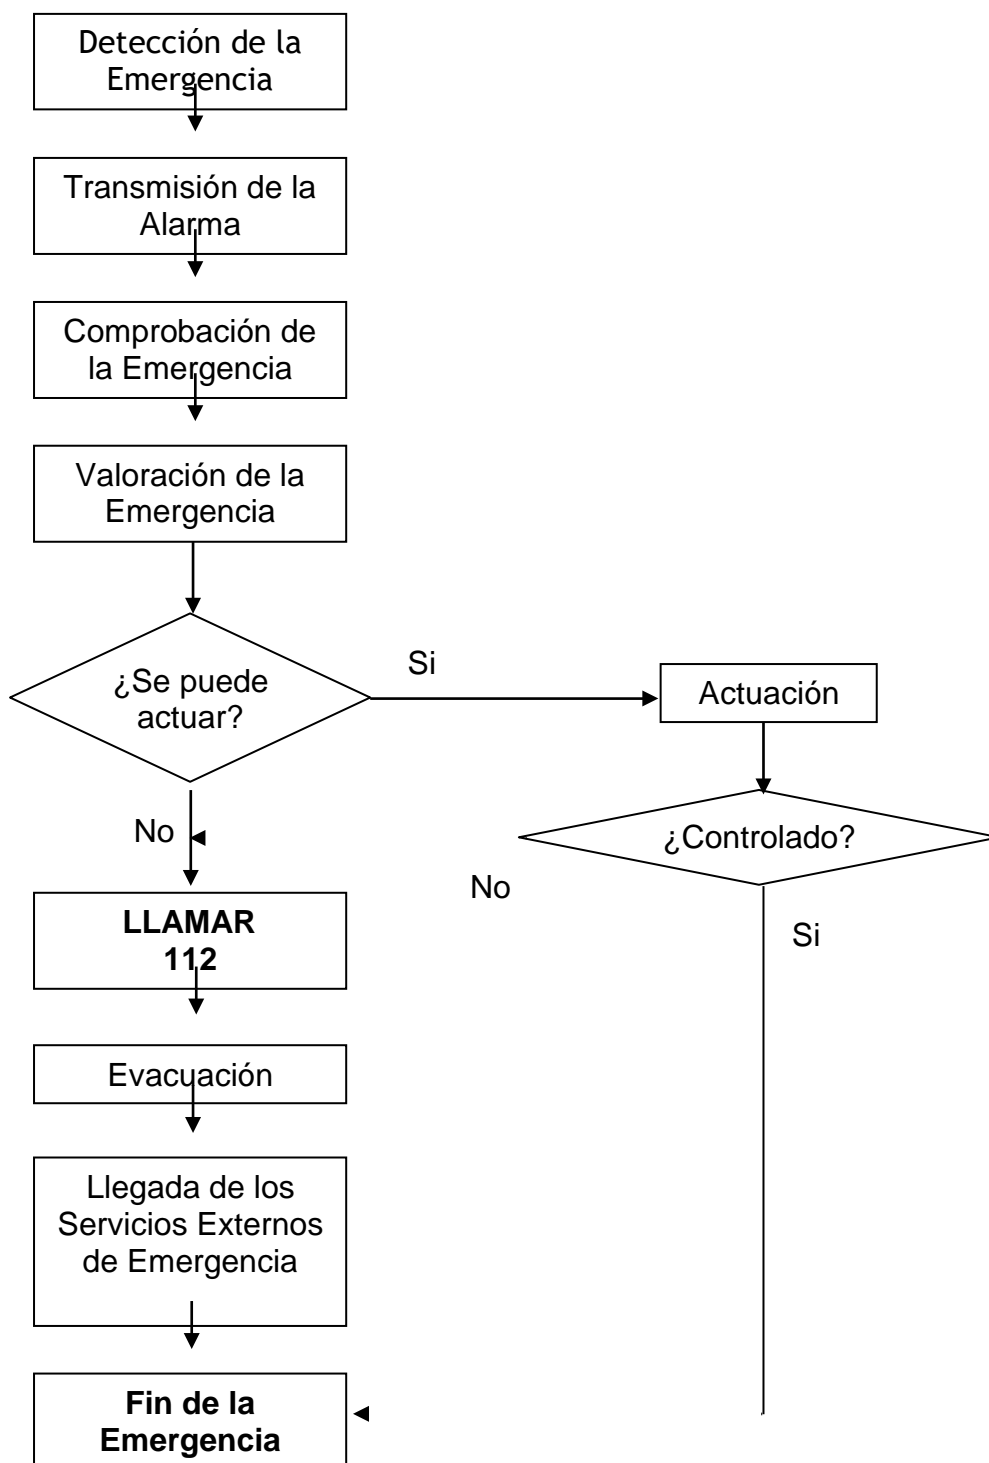 Detección de la
Emergencia
Transmisión de la
Alarma
Comprobación de
la Emergencia
Valoración de la
Emergencia
¿Se puede
actuar?
Si
Actuación
No
¿Controlado?
No
Si
LLAMAR
112
Evacuación
Llegada de los
Servicios Externos
de Emergencia
Fin de la
Emergencia